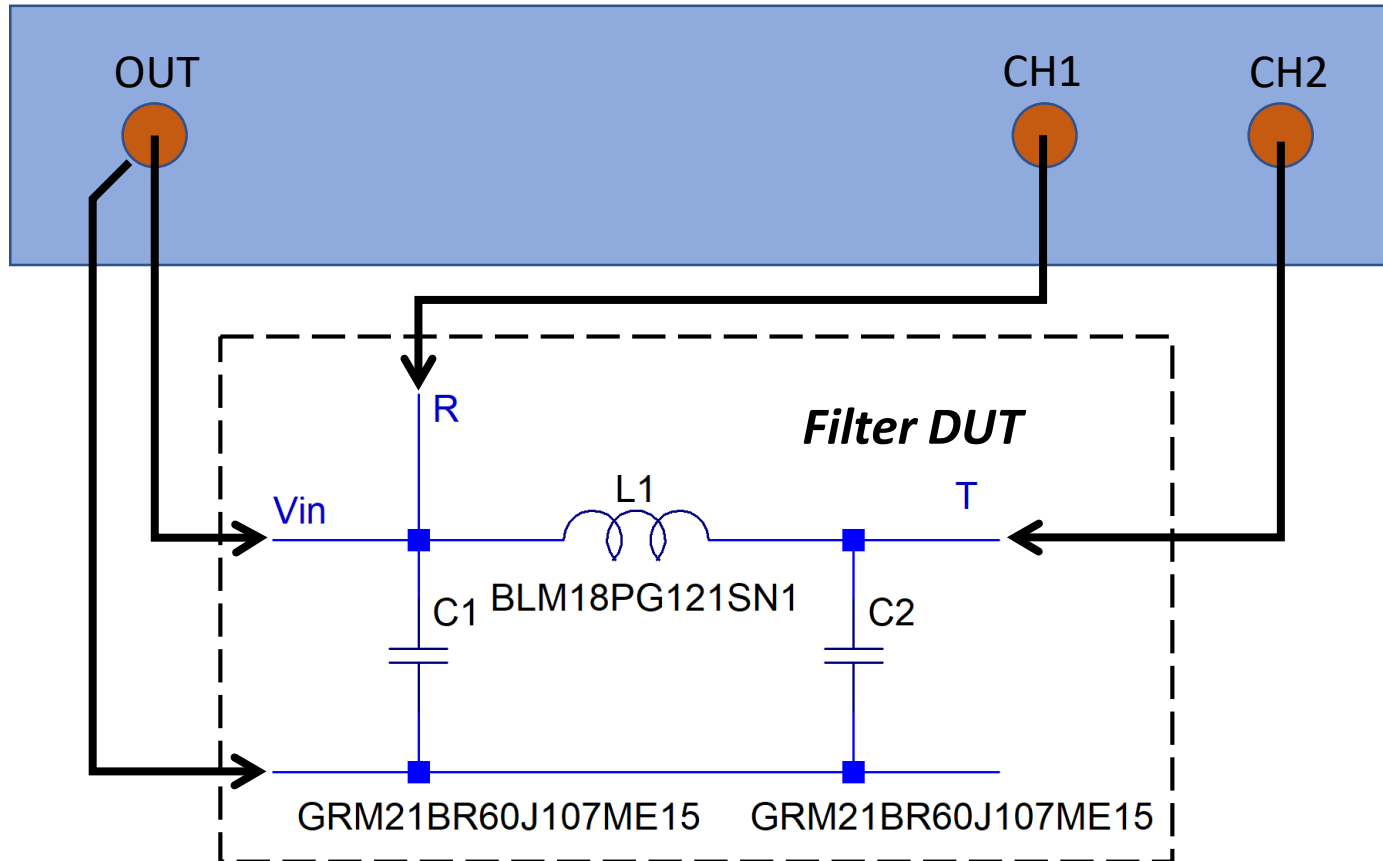 OUT
CH1
CH2
R
Filter DUT
Vin
L1
T
BLM18PG121SN1
C1
C2
GRM21BR60J107ME15
GRM21BR60J107ME15